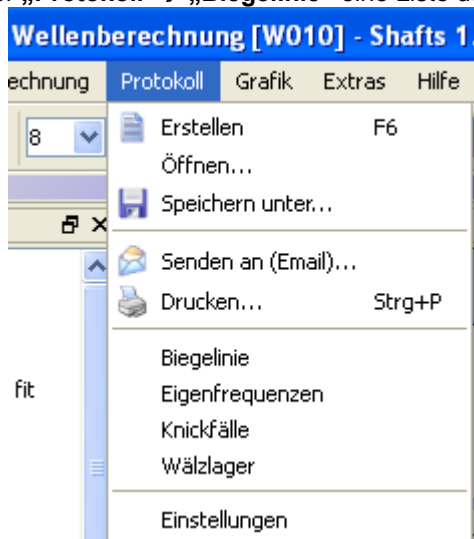 „Protokoll" → „Biegelinie" eine Liste
Wellenberechnung [W010] - Shafts 1.
echnung Protokoll Grafik Extras Hilfe
8
Erstellen F6
Öffnen...
Speichern unter...
Senden an (Email)...
Drucken... Strg+P
Biegelinie
fit
Eigenfrequenzen
Knickfälle
Wälzlager
Einstellungen